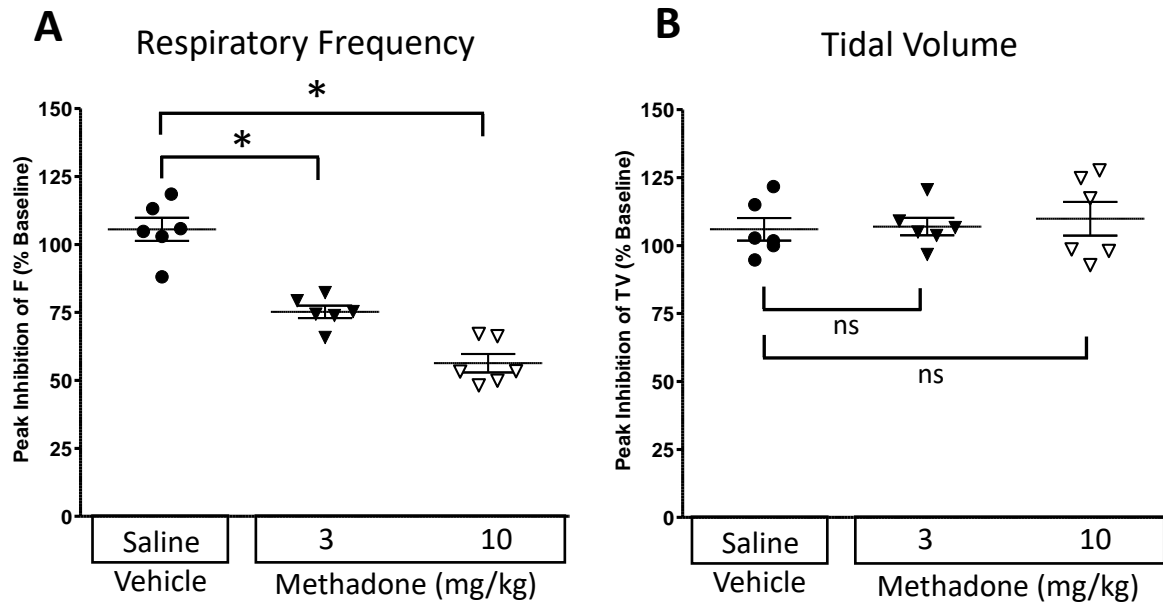 A
Respiratory Frequency
Peak Inhibition of F (% Baseline)
150
125
100
75
50
25
0
*
*
Saline
3
10
Vehicle
Methadone (mg/kg)
B
Tidal Volume
Peak Inhibition of TV (% Baseline)
150
125
100
75
50
25
0
ns
ns
Saline
3
10
Vehicle
Methadone (mg/kg)